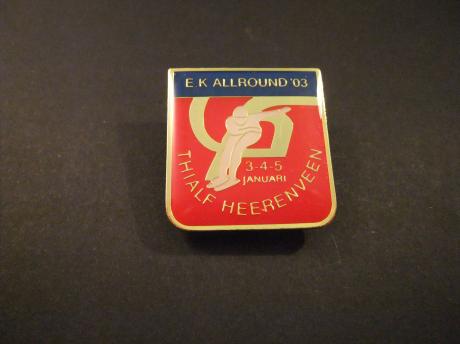 E.K ALLROUND '03
3-4-5
JANUARI
THIALF HEERENVEEN